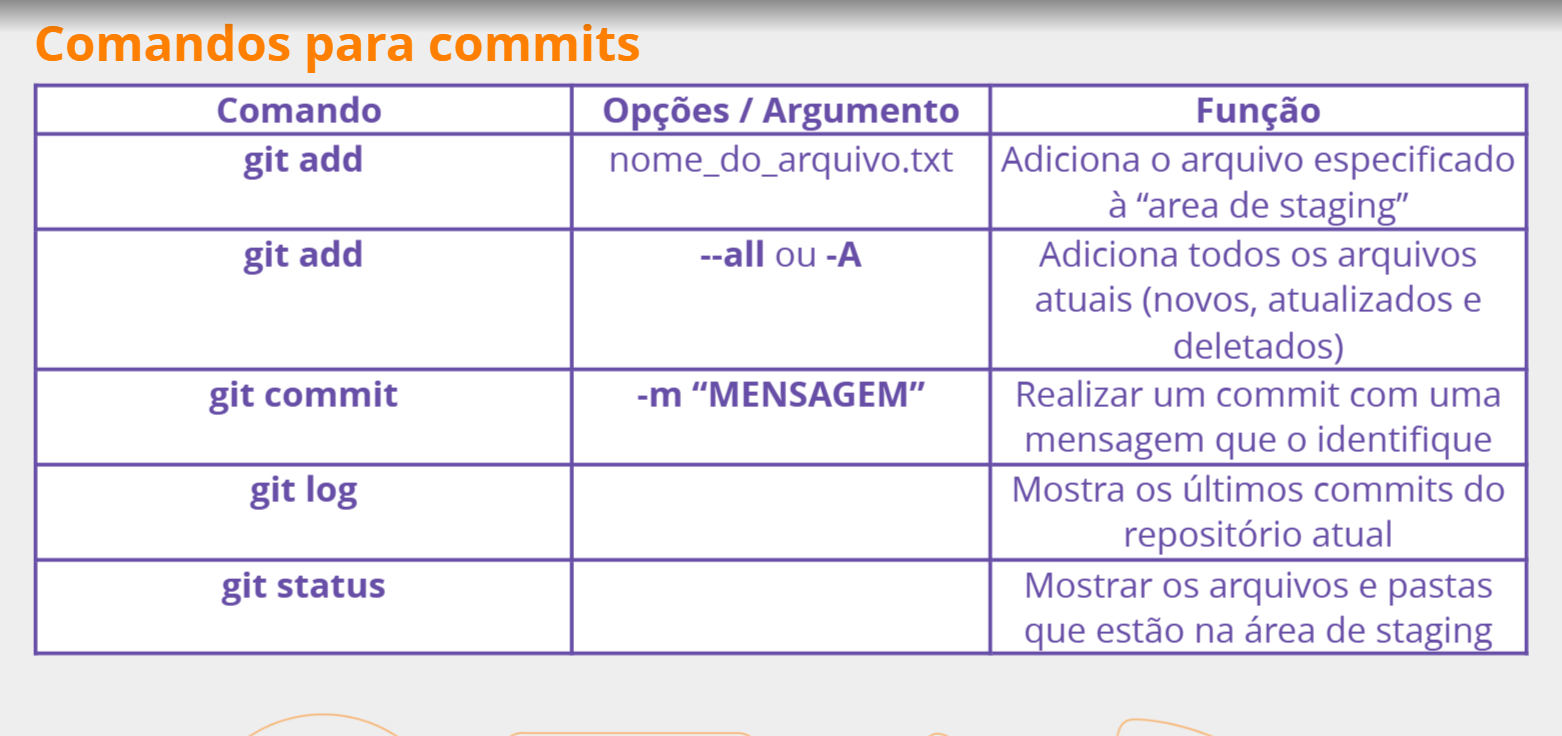 Comandos para commits
Comando Opções / Argumento Função
git add nome_do_arquivo.txt Adiciona o arquivo especificado
à “area de staging”
git add --all ou -A Adiciona todos os arquivos
atuais (novos, atualizados e
deletados)
git commit -m “MENSAGEM” Realizar um commit com uma
mensagem que o identifique
git log Mostra os últimos commits do
repositório atual
git status Mostrar os arquivos e pastas
que estão na área de staging